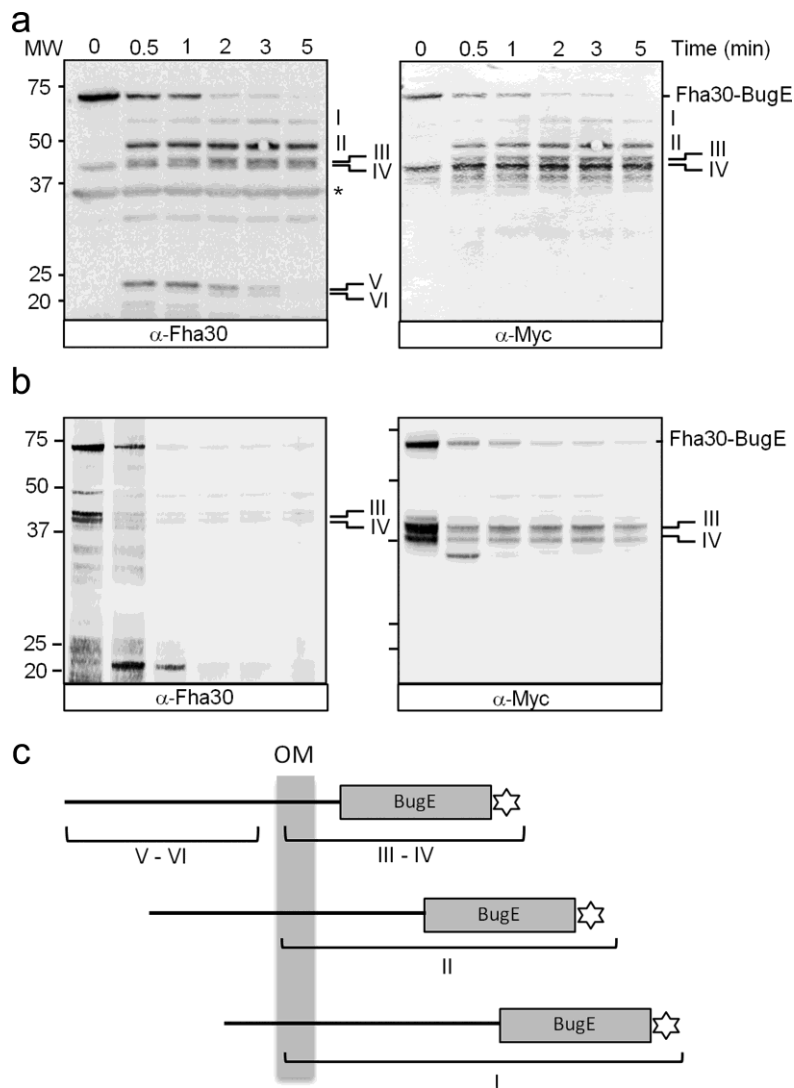 a
MW 0 0.5 1 2 3 5 0 0.5 1 2 3 5 Time (min)
75
50
37
25
20
Fha30-BugE
I
II
III
IV
*
V
VI
I
II
III
IV
α-Fha30
α-Myc
b
75
50
37
25
20
Fha30-BugE
III
IV
III
IV
α-Fha30
α-Myc
c
OM
BugE
V - VI
III - IV
BugE
II
BugE
I